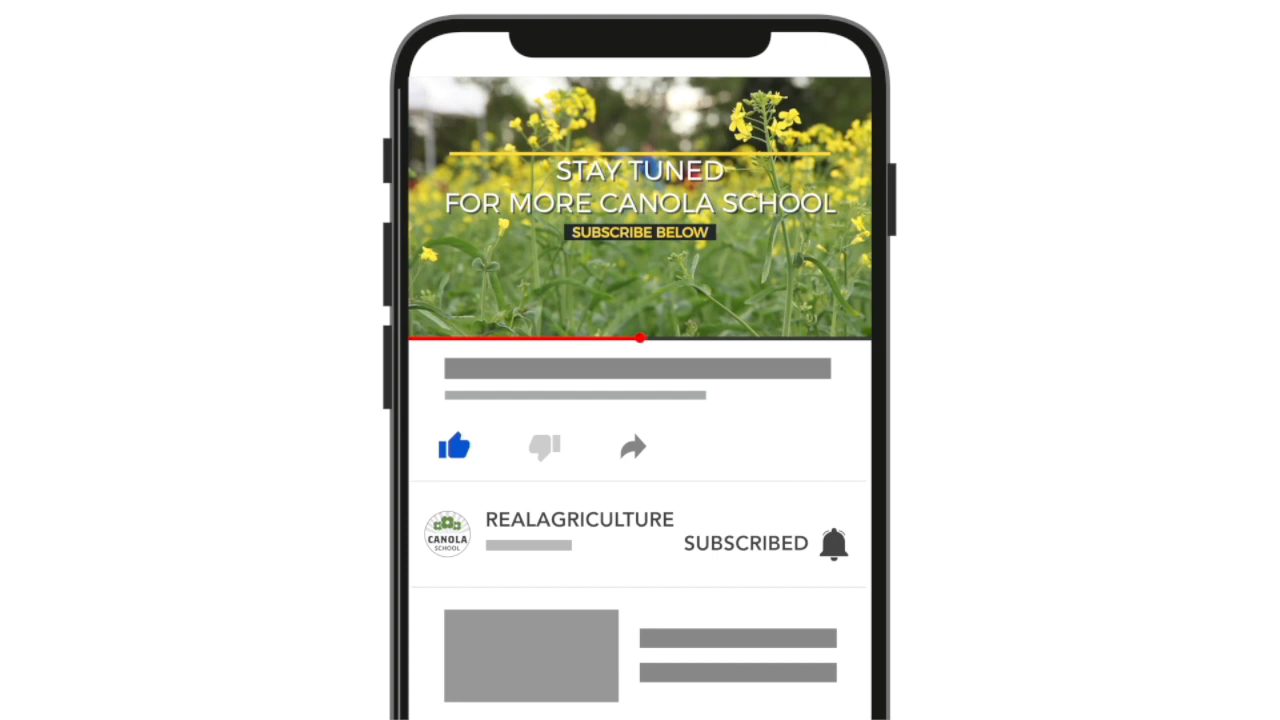 STAY TUNED
FOR MORE CANOLA SCHOOL
SUBSCRIBE BELOW
REALAGRICULTURE
CANOLA
SCHOOL
SUBSCRIBED